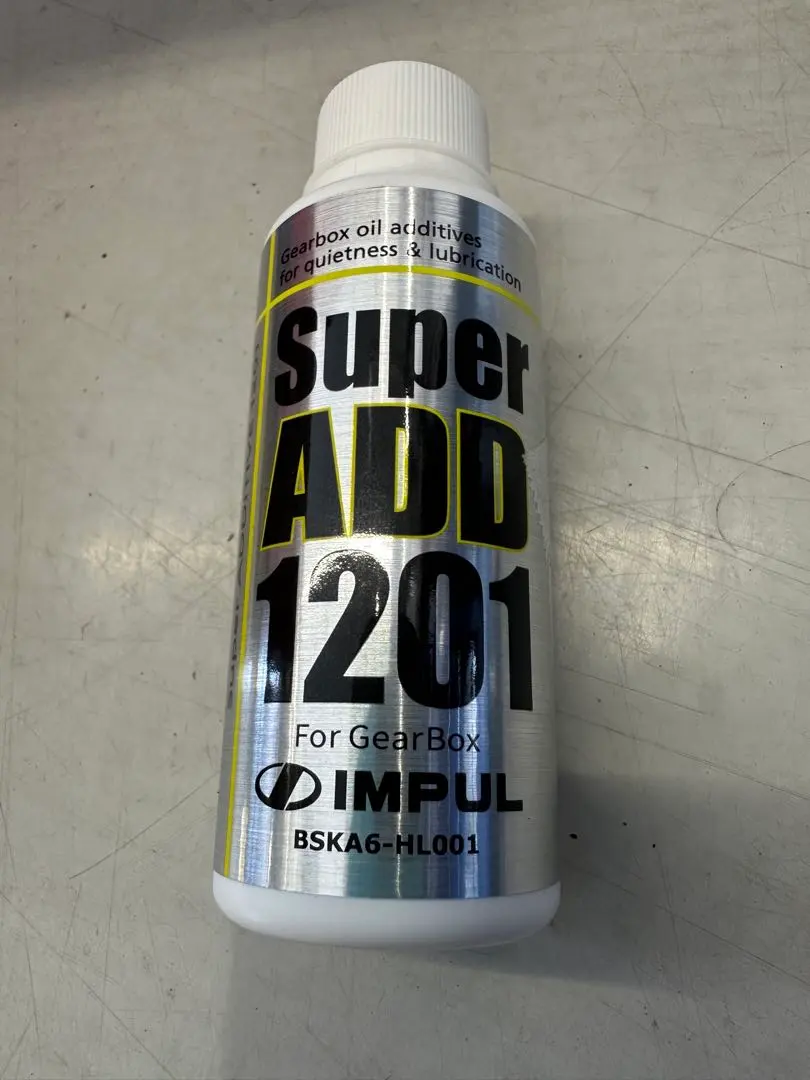 Gearbox oil additives
for quietness & lubrication
Super
ADD
1201
For GearBox
IMPUL
BSKA6-HL001